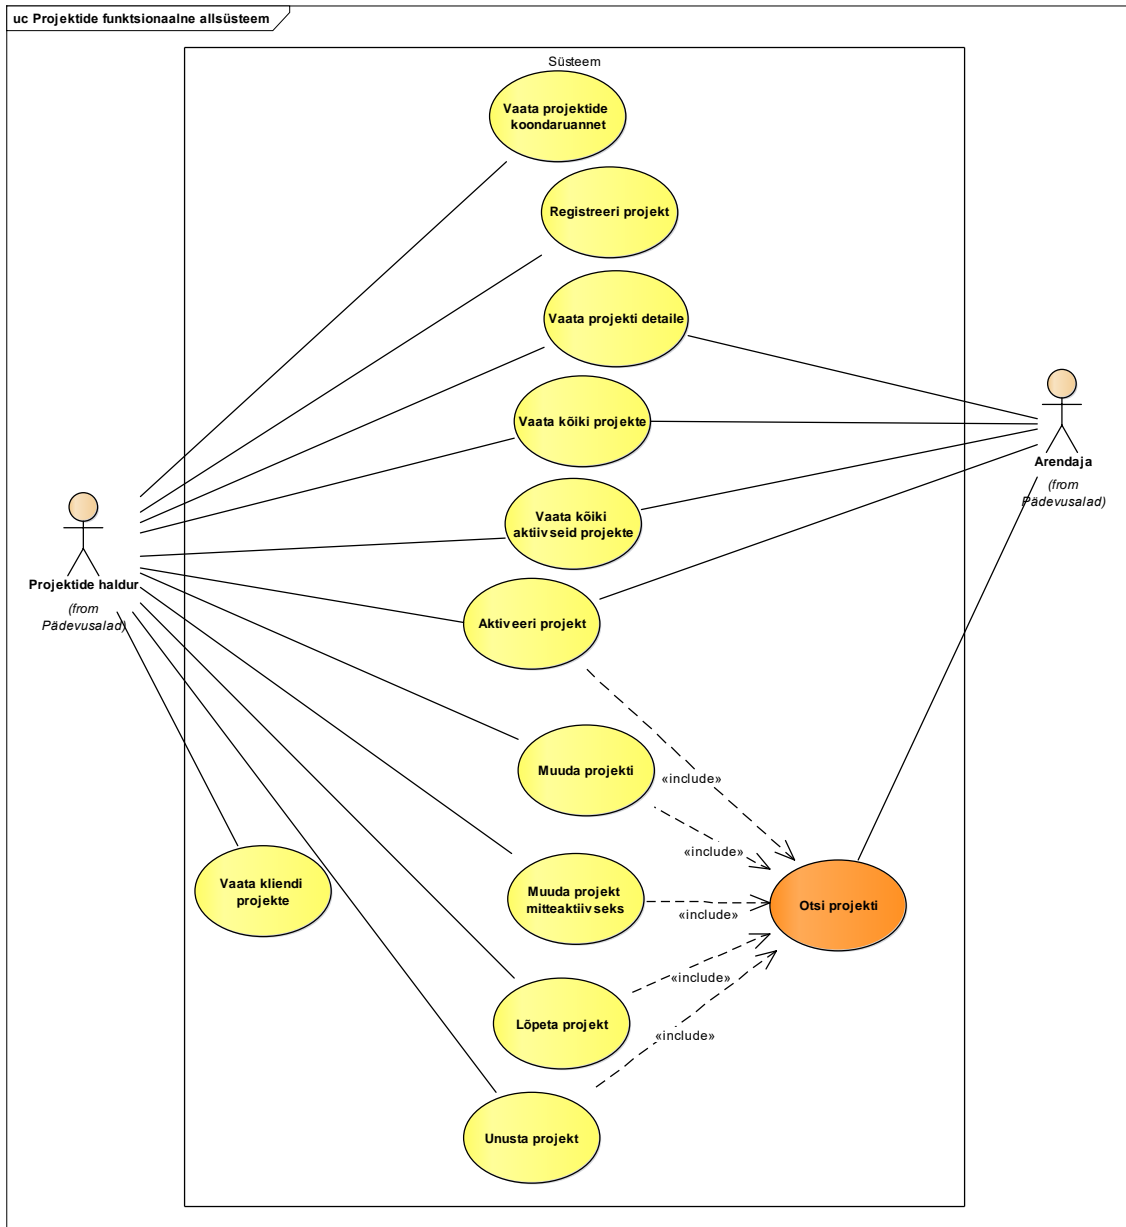 uc Projektide funktsionaalne allsüsteem
Süsteem
Vaata projektide
koondaruannet
Registreeri projekt
Vaata projekti detaile
Vaata kõiki projekte
Arendaja
(from
Pädevusalad)
Vaata kõiki
aktiivseid projekte
Projektide haldur
(from
Pädevusalad)
Aktiveeri projekt
Muuda projekti
«include»
«include»
Vaata kliendi
projekte
Muuda projekt
mitteaktiivseks
«include»
Otsi projekti
«include»
Lõpeta projekt
«include»
Unusta projekt